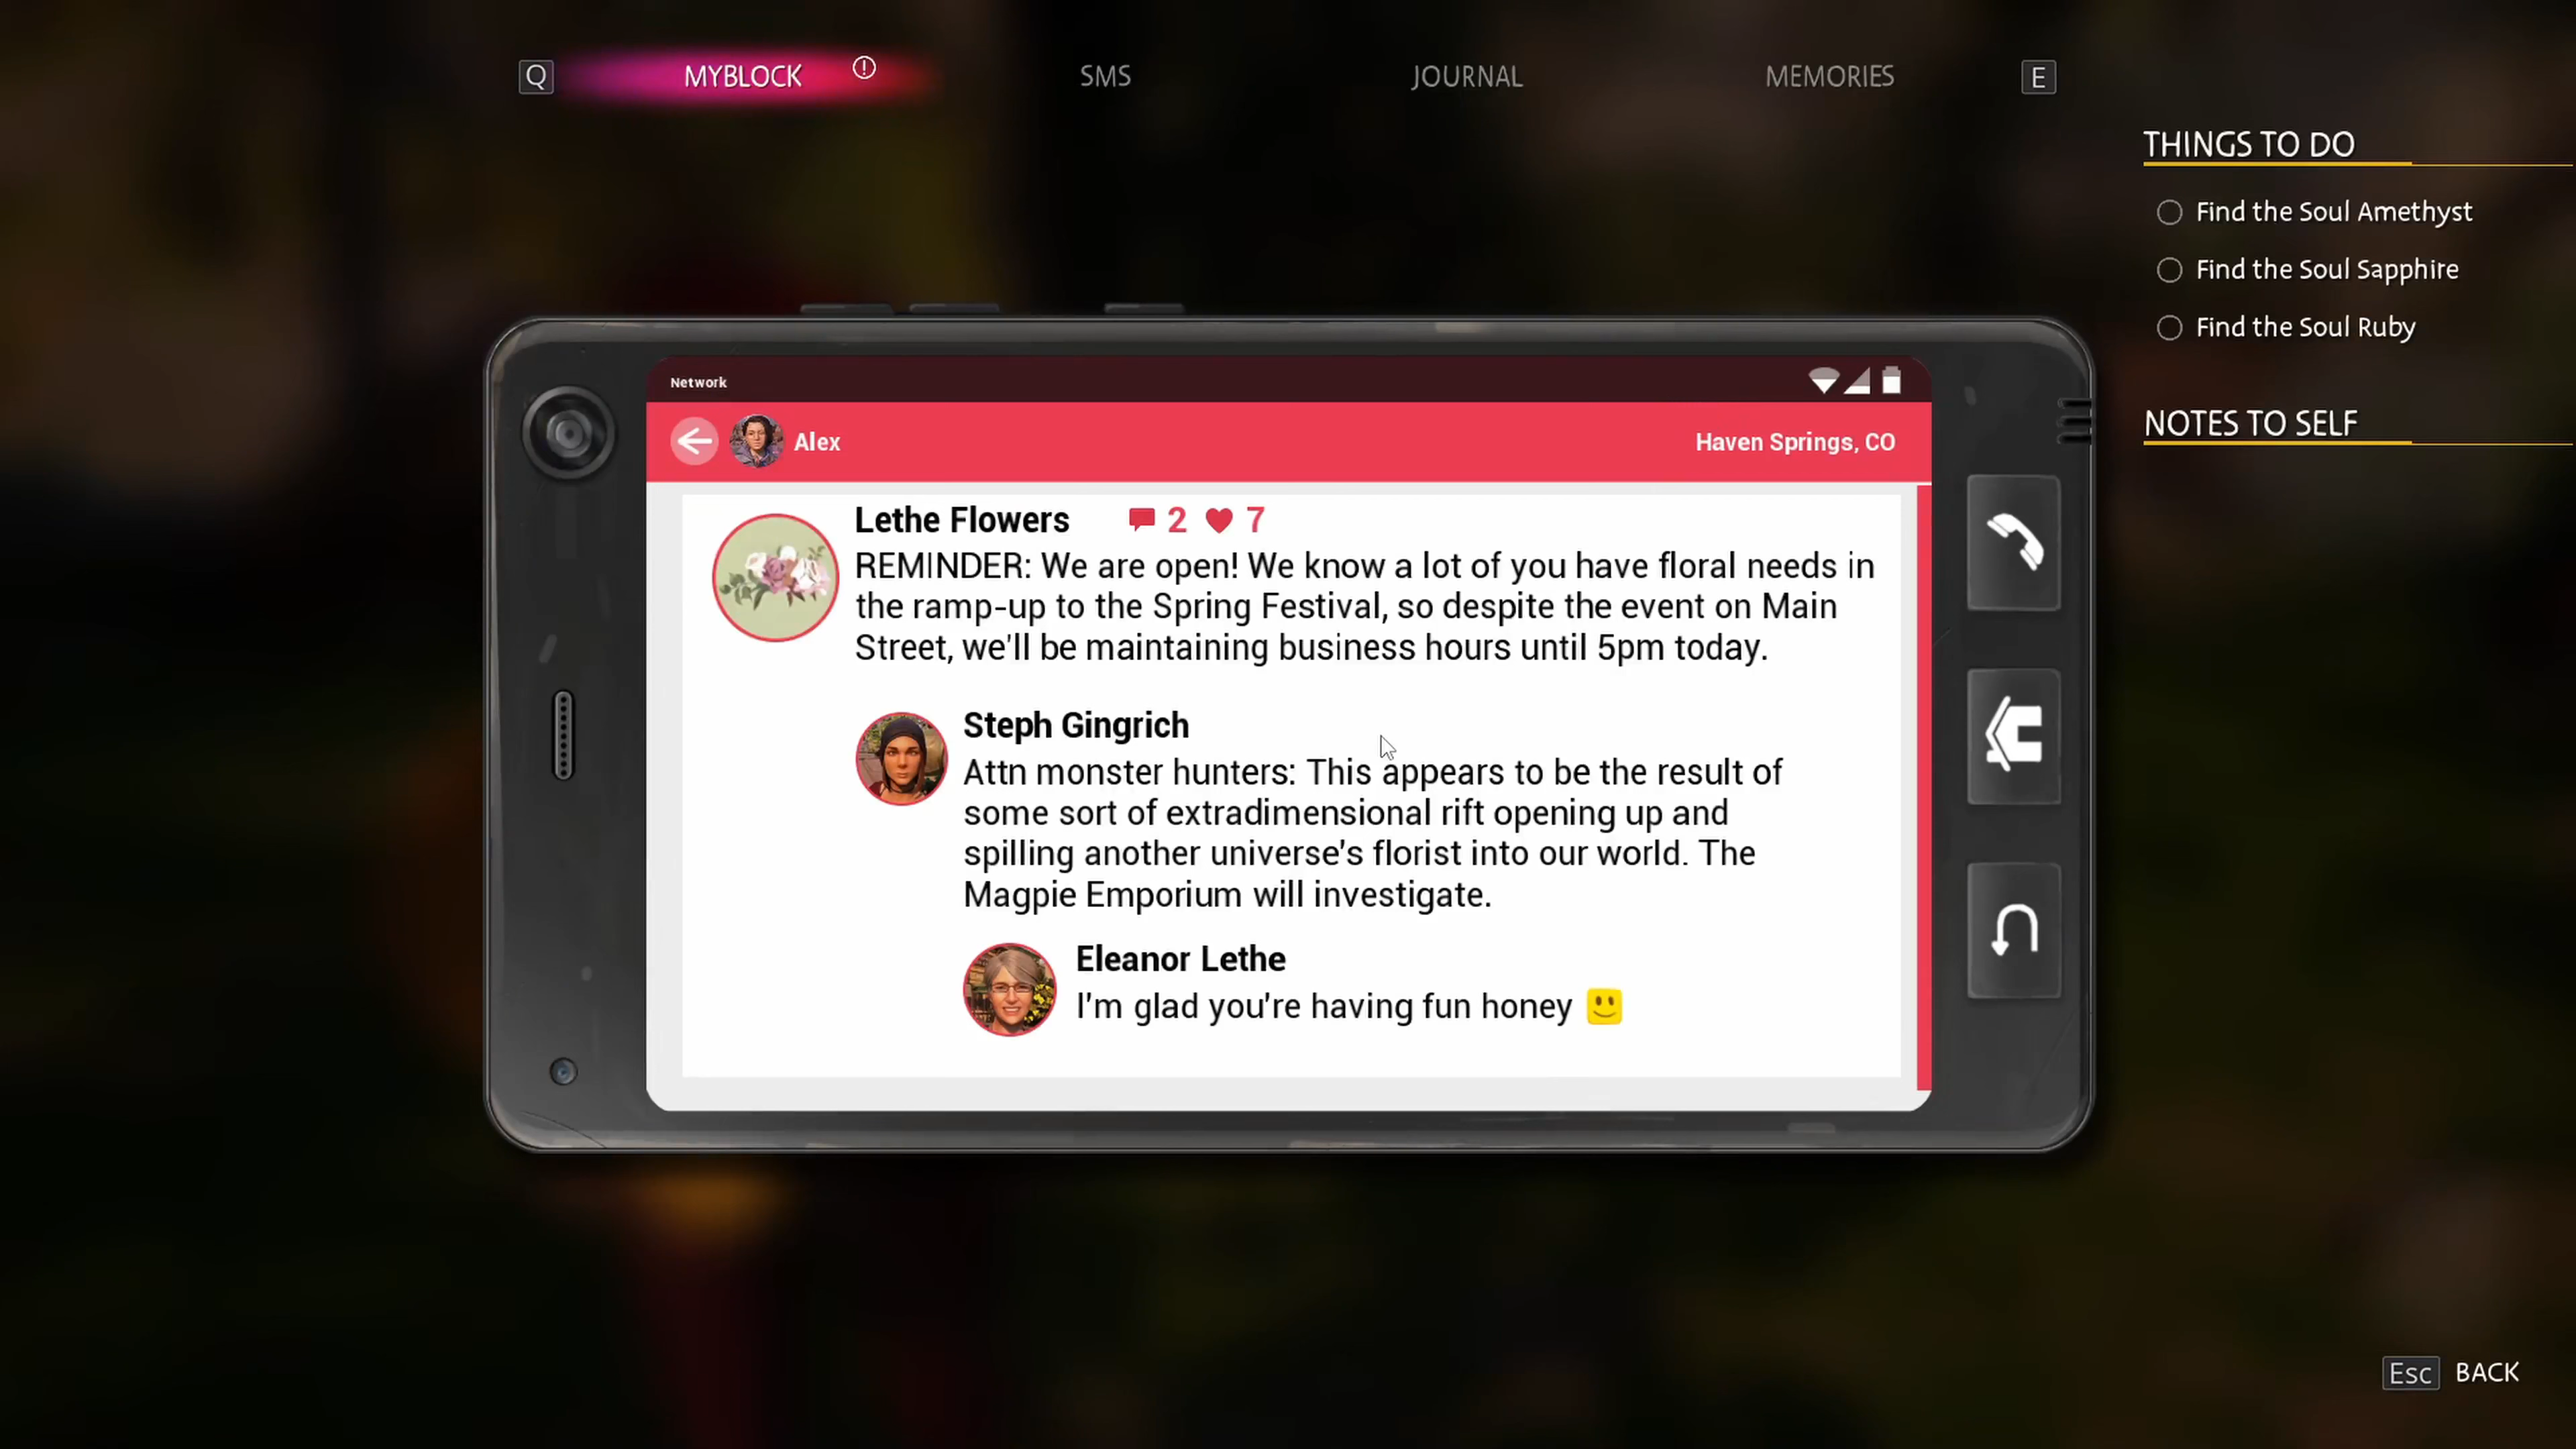 Q
MYBLOCK
SMS
JOURNAL
MEMORIES
E
THINGS TO DO
Find the Soul Amethyst
Find the Soul Sapphire
Find the Soul Ruby
NOTES TO SELF
Network
Alex
Haven Springs, CO
Lethe Flowers 2 7
REMINDER: We are open! We know a lot of you have floral needs in
the ramp-up to the Spring Festival, so despite the event on Main
Street, we'll be maintaining business hours until 5pm today.
Steph Gingrich
Attn monster hunters: This appears to be the result of
some sort of extradimensional rift opening up and
spilling another universe's florist into our world. The
Magpie Emporium will investigate.
Eleanor Lethe
I'm glad you're having fun honey
Esc BACK